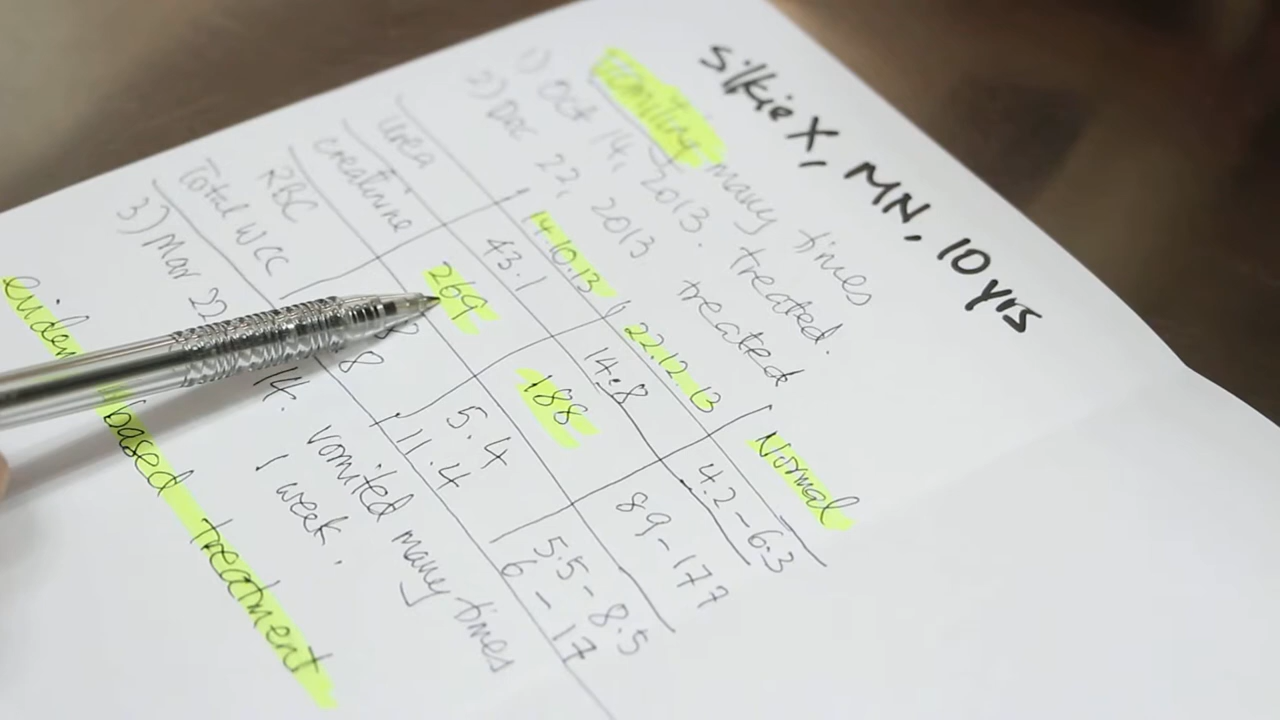 Silkie X, MN, 10 yrs
Vomiting many times
1) Oct 14, 2013. treated.
2) Dec 22, 2013 treated
14.10.13 22.12.13 Normal
urea 43.1 14.8 4.2-6.3
creatinine 269 188 89-177
RBC 5.4 5.5-8.5
Total WCC 8 11.4 6-17
3) Mar 22 14. vomited many times
1 week.
based treatment